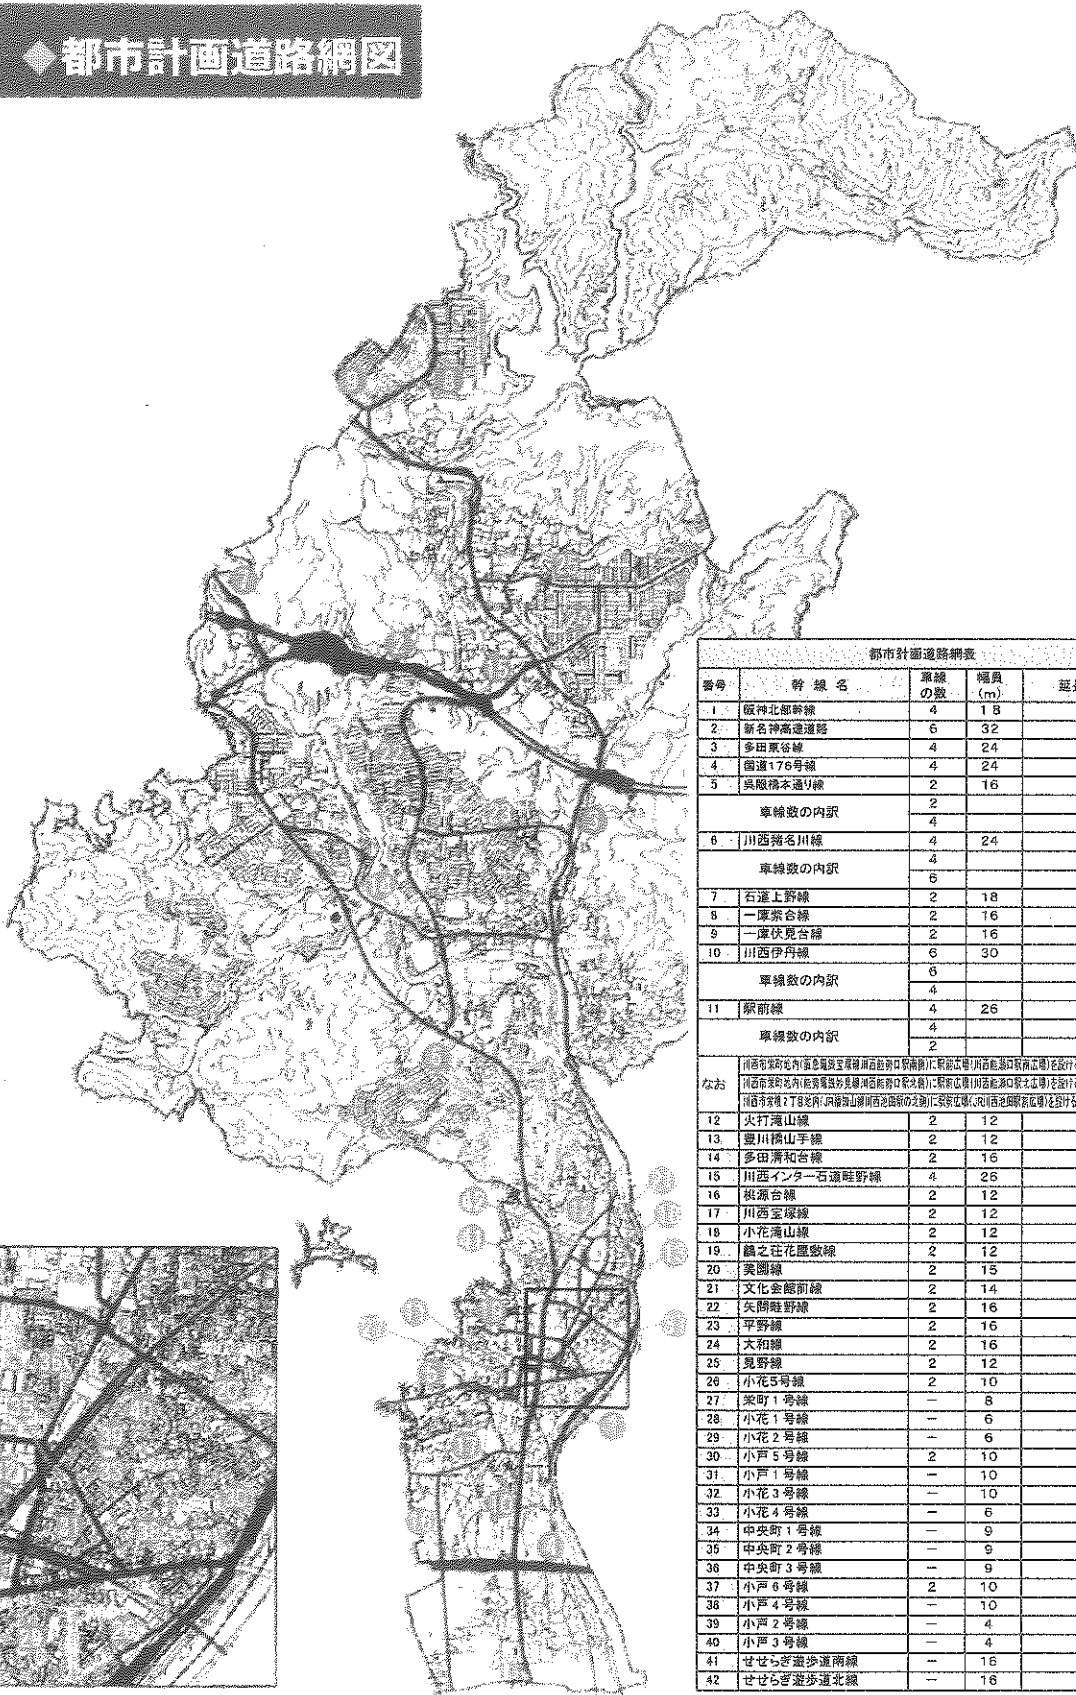 ◆都市計画道路網図
都市計画道路網表
番号 幹線名 車線の数 幅員(m)
1 阪神北部幹線 4 18
2 新名神高速道路 6 32
3 多田東谷線 4 24
4 国道176号線 4 24
5 呉服橋本通り線 2 16
車線数の内訳 2
4
6 川西猪名川線 4 24
車線数の内訳 4
6
7 石道上野線 2 18
8 一庫紫合線 2 16
9 一庫伏見台線 2 16
10 川西伊丹線 6 30
車線数の内訳 6
4
11 駅前線 4 26
車線数の内訳 4
2
なお
12 火打滝山線 2 12
13 豊川橋山手線 2 12
14 多田清和台線 2 16
15 川西インター石道畦野線 4 25
16 桃源台線 2 12
17 川西宝塚線 2 12
18 小花滝山線 2 12
19 鶴之荘花屋敷線 2 12
20 美園線 2 15
21 文化会館前線 2 14
22 矢問畦野線 2 16
23 平野線 2 16
24 大和線 2 16
25 見野線 2 12
26 小花5号線 2 10
27 栄町1号線 － 8
28 小花1号線 － 6
29 小花2号線 － 6
30 小戸5号線 2 10
31 小戸1号線 － 10
32 小花3号線 － 10
33 小花4号線 － 6
34 中央町1号線 － 9
35 中央町2号線 － 9
36 中央町3号線 － 9
37 小戸6号線 2 10
38 小戸4号線 － 10
39 小戸2号線 － 4
40 小戸3号線 － 4
41 せせらぎ遊歩道南線 － 16
42 せせらぎ遊歩道北線 － 16